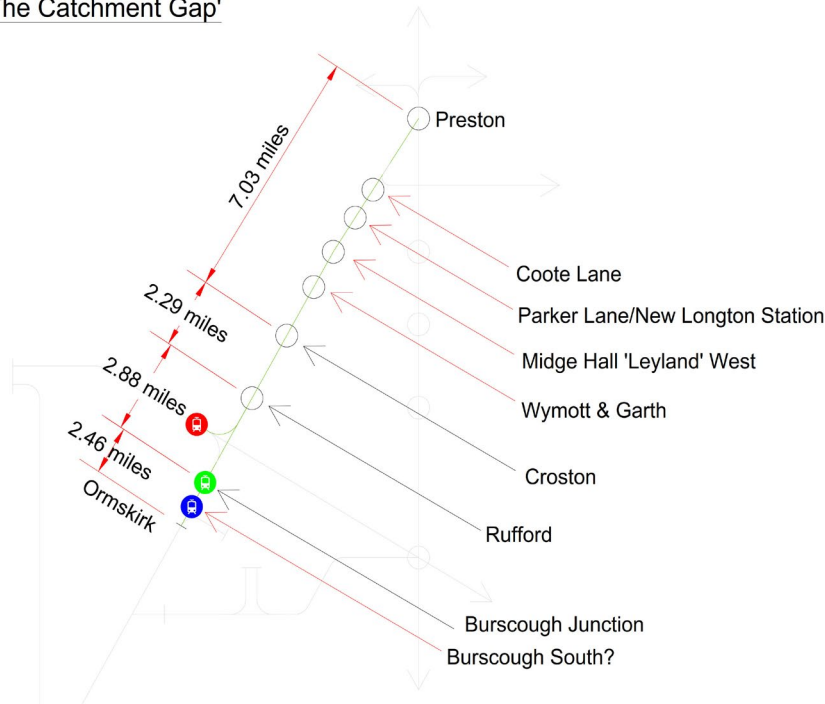 he Catchment Gap'
Preston
7.03 miles
Coote Lane
2.29 miles
Parker Lane/New Longton Station
Midge Hall 'Leyland' West
2.88 miles
Wymott & Garth
2.46 miles
Croston
Ormskirk
Rufford
Burscough Junction
Burscough South?